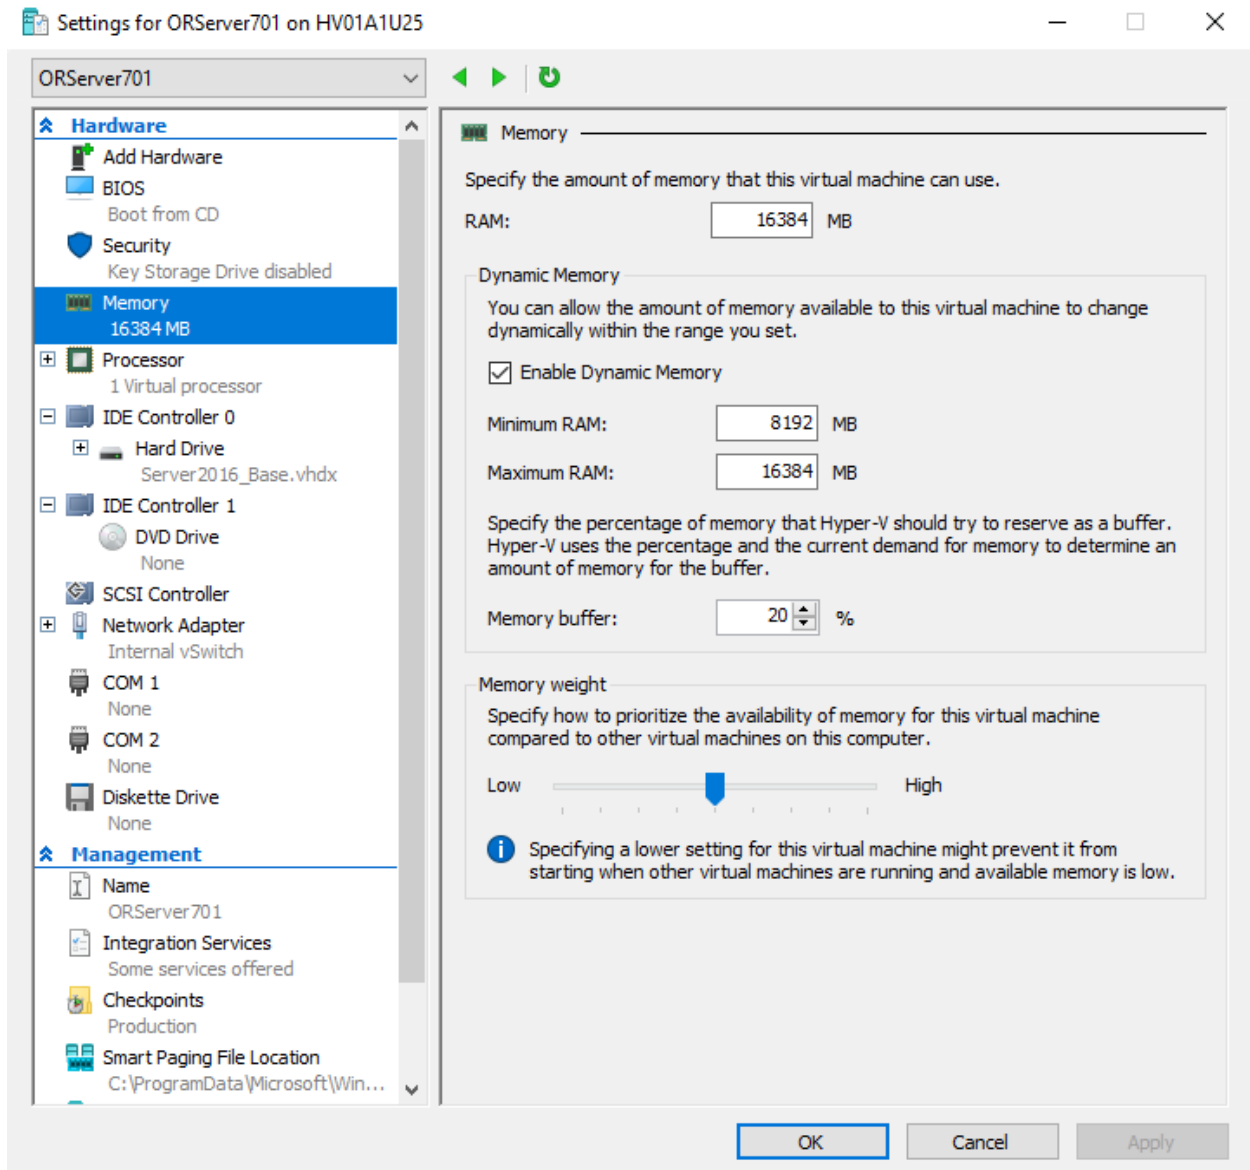 Settings for ORServer701 on HV01A1U25
ORServer701
Hardware
Add Hardware
BIOS
Boot from CD
Security
Key Storage Drive disabled
Memory
16384 MB
Processor
1 Virtual processor
IDE Controller 0
Hard Drive
Server2016_Base.vhdx
IDE Controller 1
DVD Drive
None
SCSI Controller
Network Adapter
Internal vSwitch
COM 1
None
COM 2
None
Diskette Drive
None
Management
Name
ORServer701
Integration Services
Some services offered
Checkpoints
Production
Smart Paging File Location
C:\ProgramData\Microsoft\Win...
Memory
Specify the amount of memory that this virtual machine can use.
RAM: 16384 MB
Dynamic Memory
You can allow the amount of memory available to this virtual machine to change
dynamically within the range you set.
Enable Dynamic Memory
Minimum RAM: 8192 MB
Maximum RAM: 16384 MB
Specify the percentage of memory that Hyper-V should try to reserve as a buffer.
Hyper-V uses the percentage and the current demand for memory to determine an
amount of memory for the buffer.
Memory buffer: 20 %
Memory weight
Specify how to prioritize the availability of memory for this virtual machine
compared to other virtual machines on this computer.
Low High
Specifying a lower setting for this virtual machine might prevent it from
starting when other virtual machines are running and available memory is low.
OK Cancel Apply